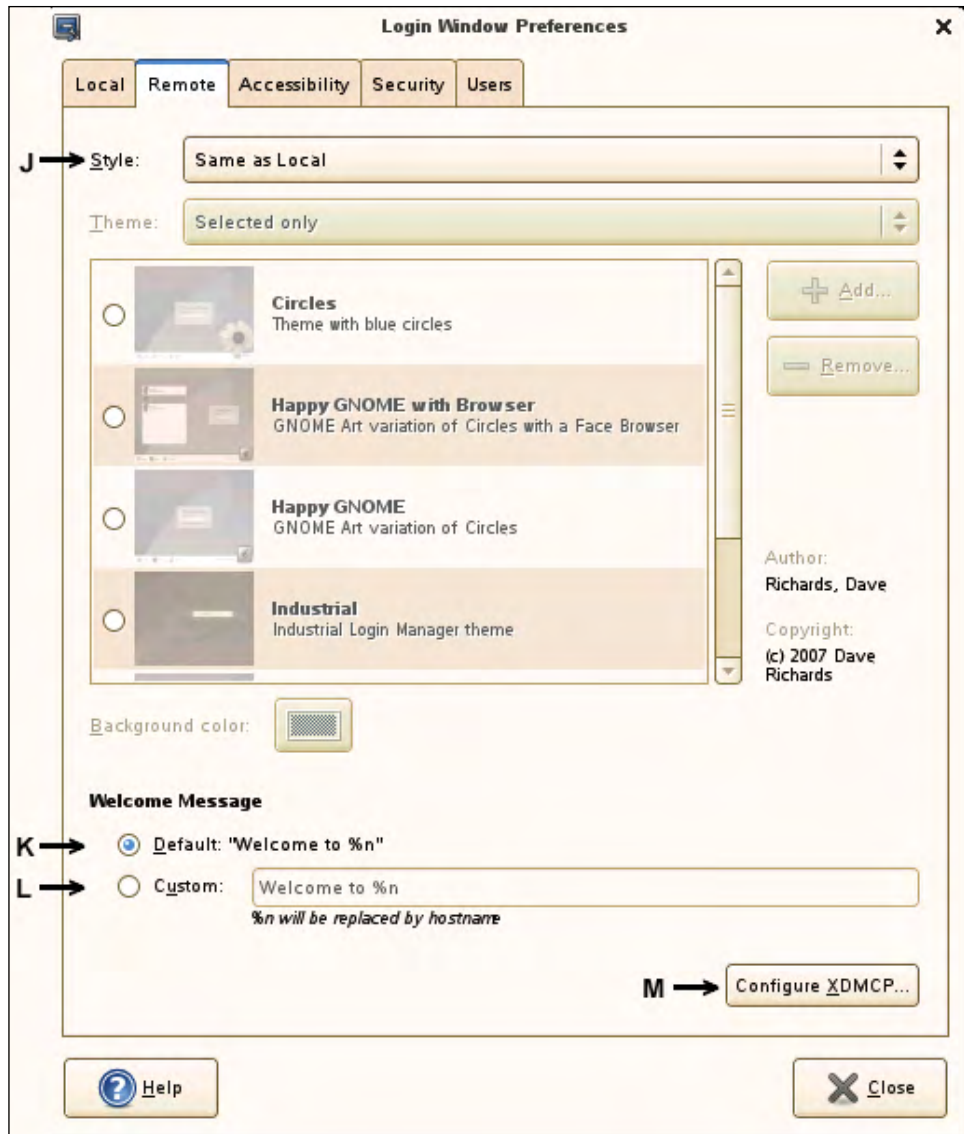 Login Window Preferences
Local Remote Accessibility Security Users
J Style: Same as Local
Theme: Selected only
Circles
Theme with blue circles
Add...
Remove...
Happy GNOME with Browser
GNOME Art variation of Circles with a Face Browser
Happy GNOME
GNOME Art variation of Circles
Industrial
Industrial Login Manager theme
Author:
Richards, Dave
Copyright:
(c) 2007 Dave
Richards
Background color:
Welcome Message
K Default: "Welcome to %n"
L Custom: Welcome to %n
%n will be replaced by hostname
M Configure XDMCP...
Help Close